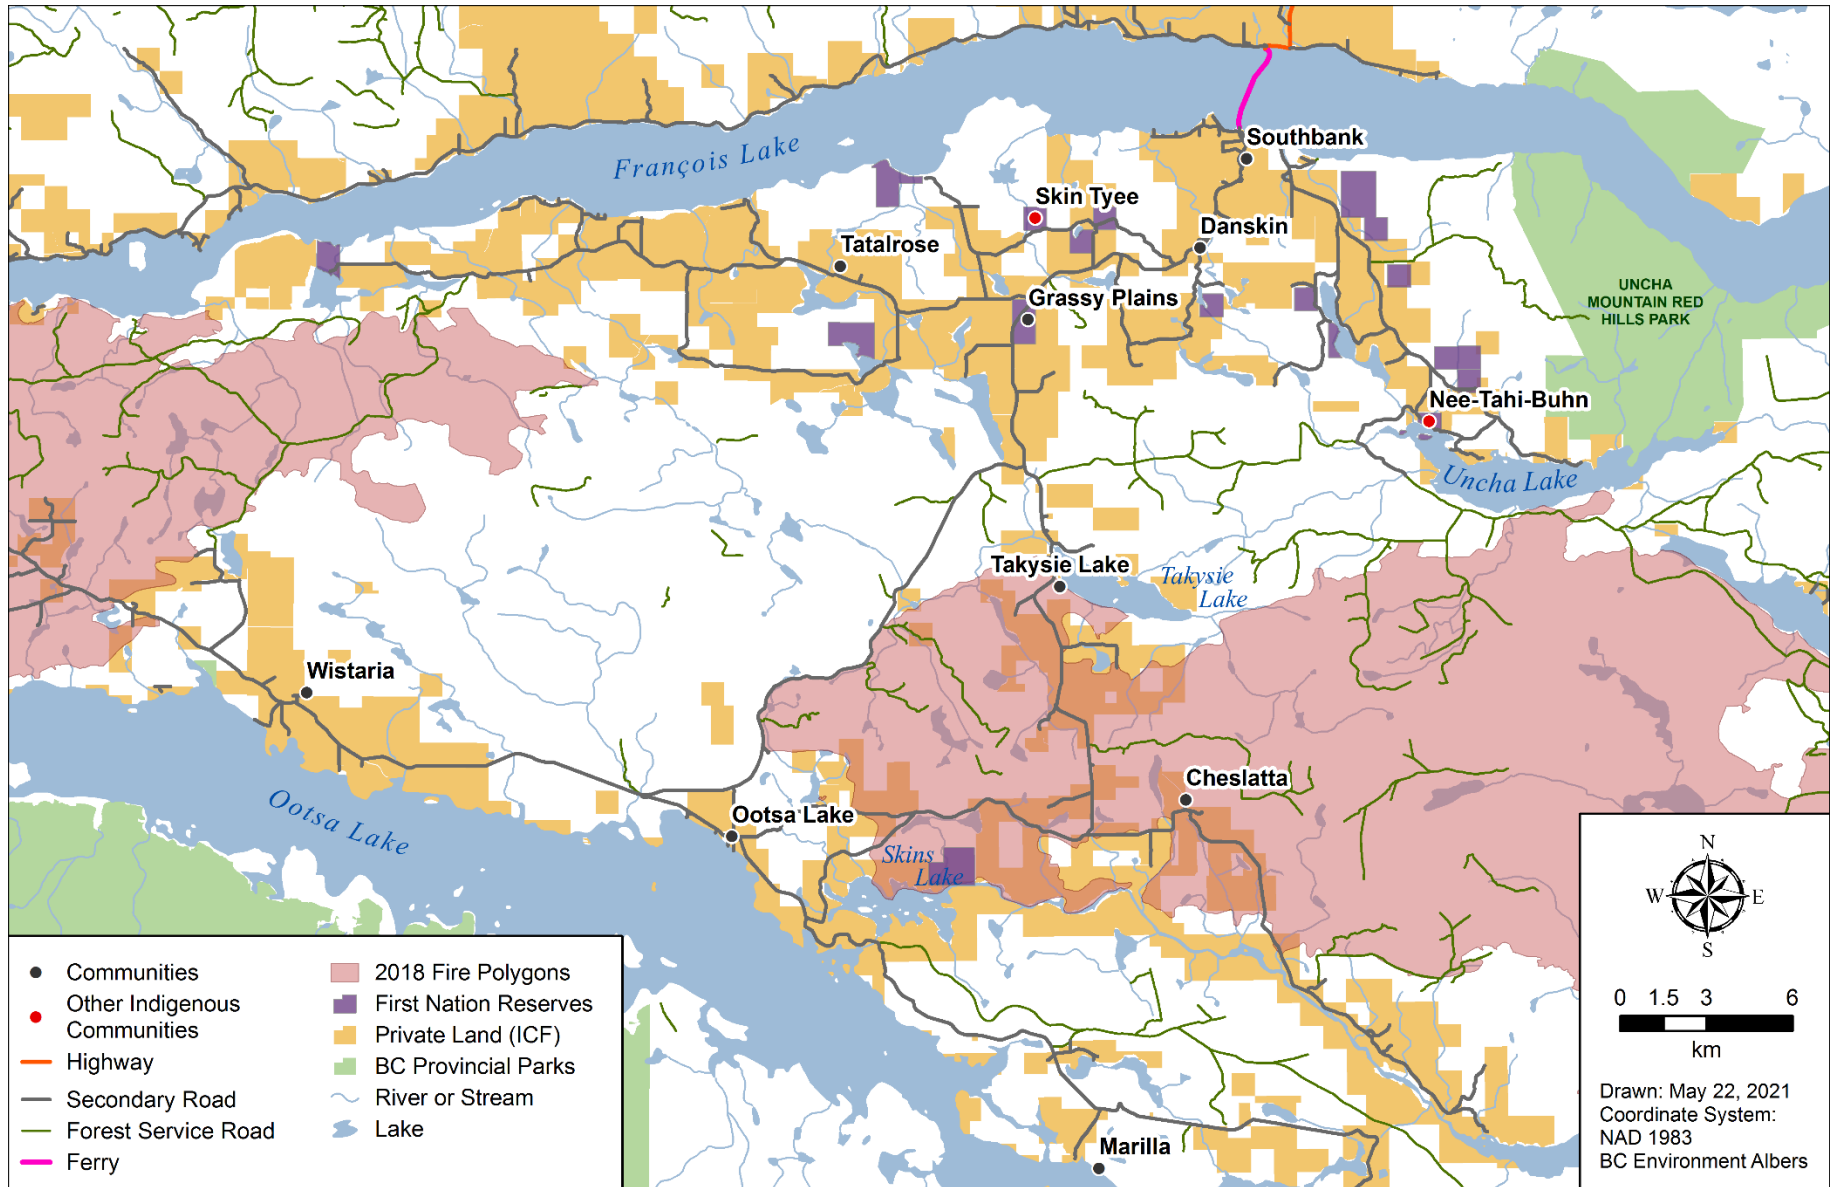 François Lake
Southbank
Skin Tyee
Danskin
Tatalrose
Grassy Plains
UNCHA
MOUNTAIN RED
HILLS PARK
Nee-Tahi-Buhn
Uncha Lake
Takysie Lake
Takysie
Lake
Wistaria
Cheslatta
Ootsa Lake
Ootsa Lake
Skins
Lake
Marilla
Communities
Other Indigenous
Communities
Highway
Secondary Road
Forest Service Road
Ferry
2018 Fire Polygons
First Nation Reserves
Private Land (ICF)
BC Provincial Parks
River or Stream
Lake
N
W E
S
0 1.5 3 6
km
Drawn: May 22, 2021
Coordinate System:
NAD 1983
BC Environment Albers